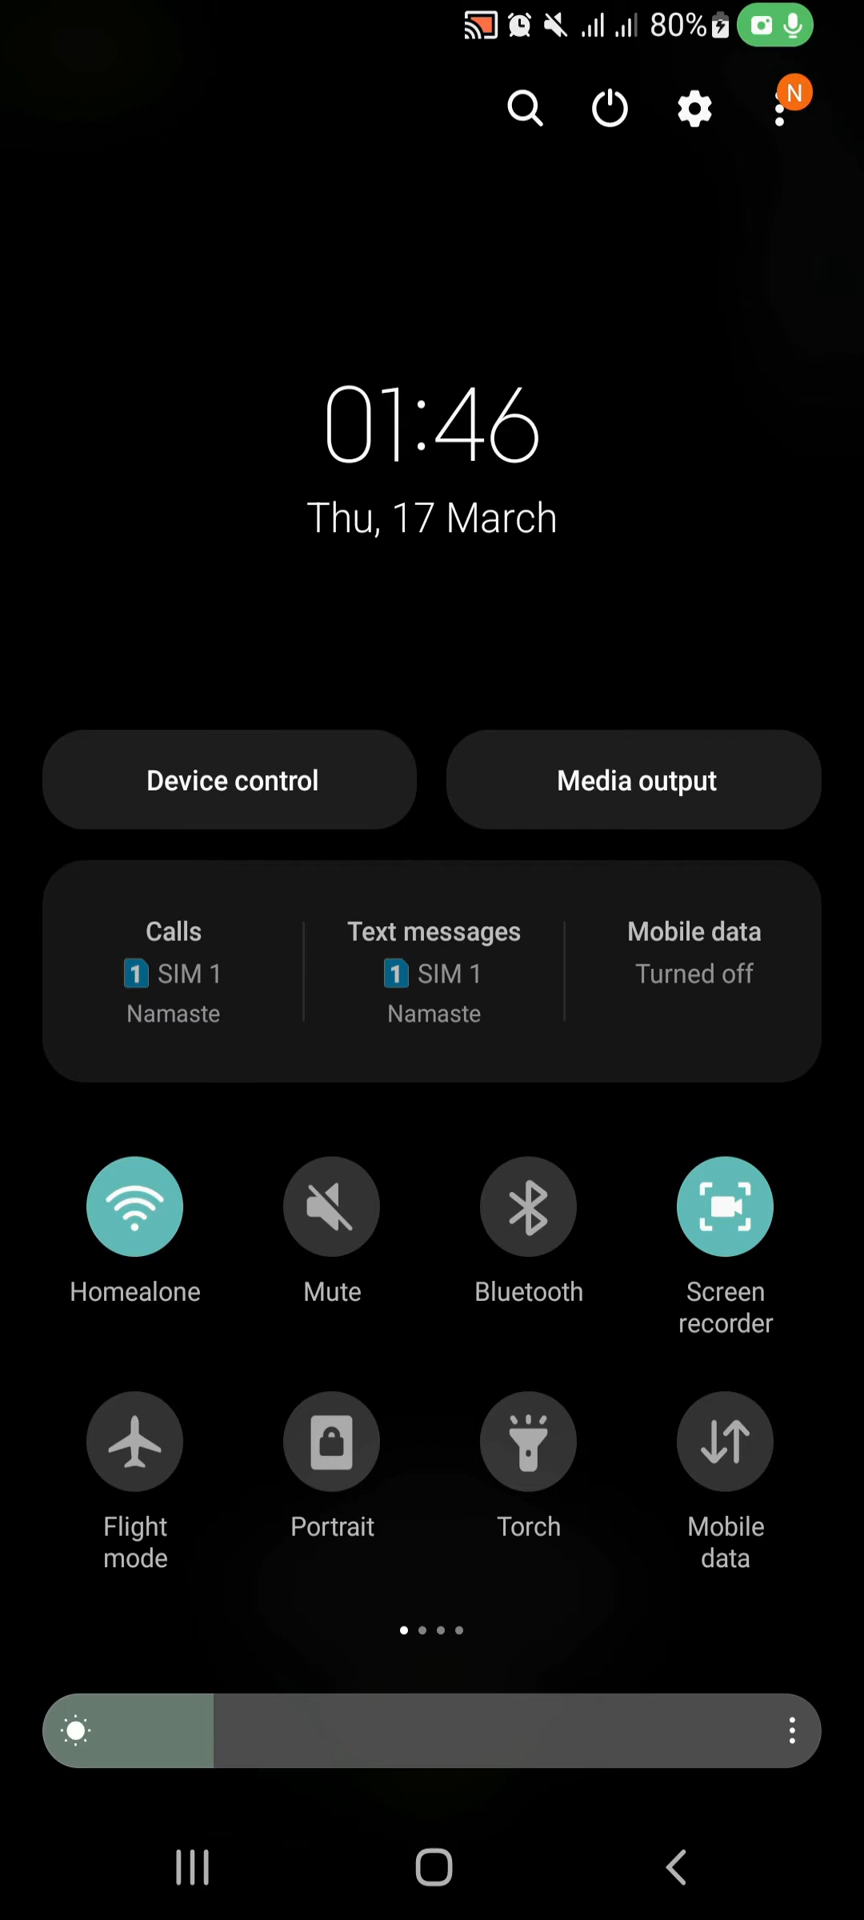 80%
N
01:46
Thu, 17 March
Device control
Media output
Calls
1 SIM 1
Namaste
Text messages
1 SIM 1
Namaste
Mobile data
Turned off
Homealone
Mute
Bluetooth
Screen
recorder
Flight
mode
Portrait
Torch
Mobile
data